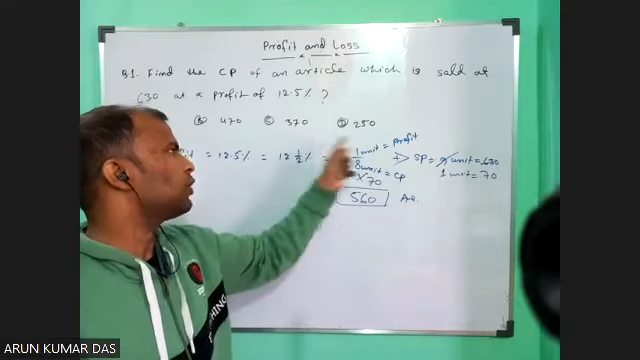 Profit and Loss
Q1. Find the CP of an article which is sold at
630 at a profit of 12.5% ?
Ⓑ 470 Ⓒ 370 Ⓓ 250
= 12.5% = 12 1/2 % = 1 unit = profit
8 unit = CP
+> SP = 9 unit = 630
1 unit = 70
×70
560 Ans.
ARUN KUMAR DAS